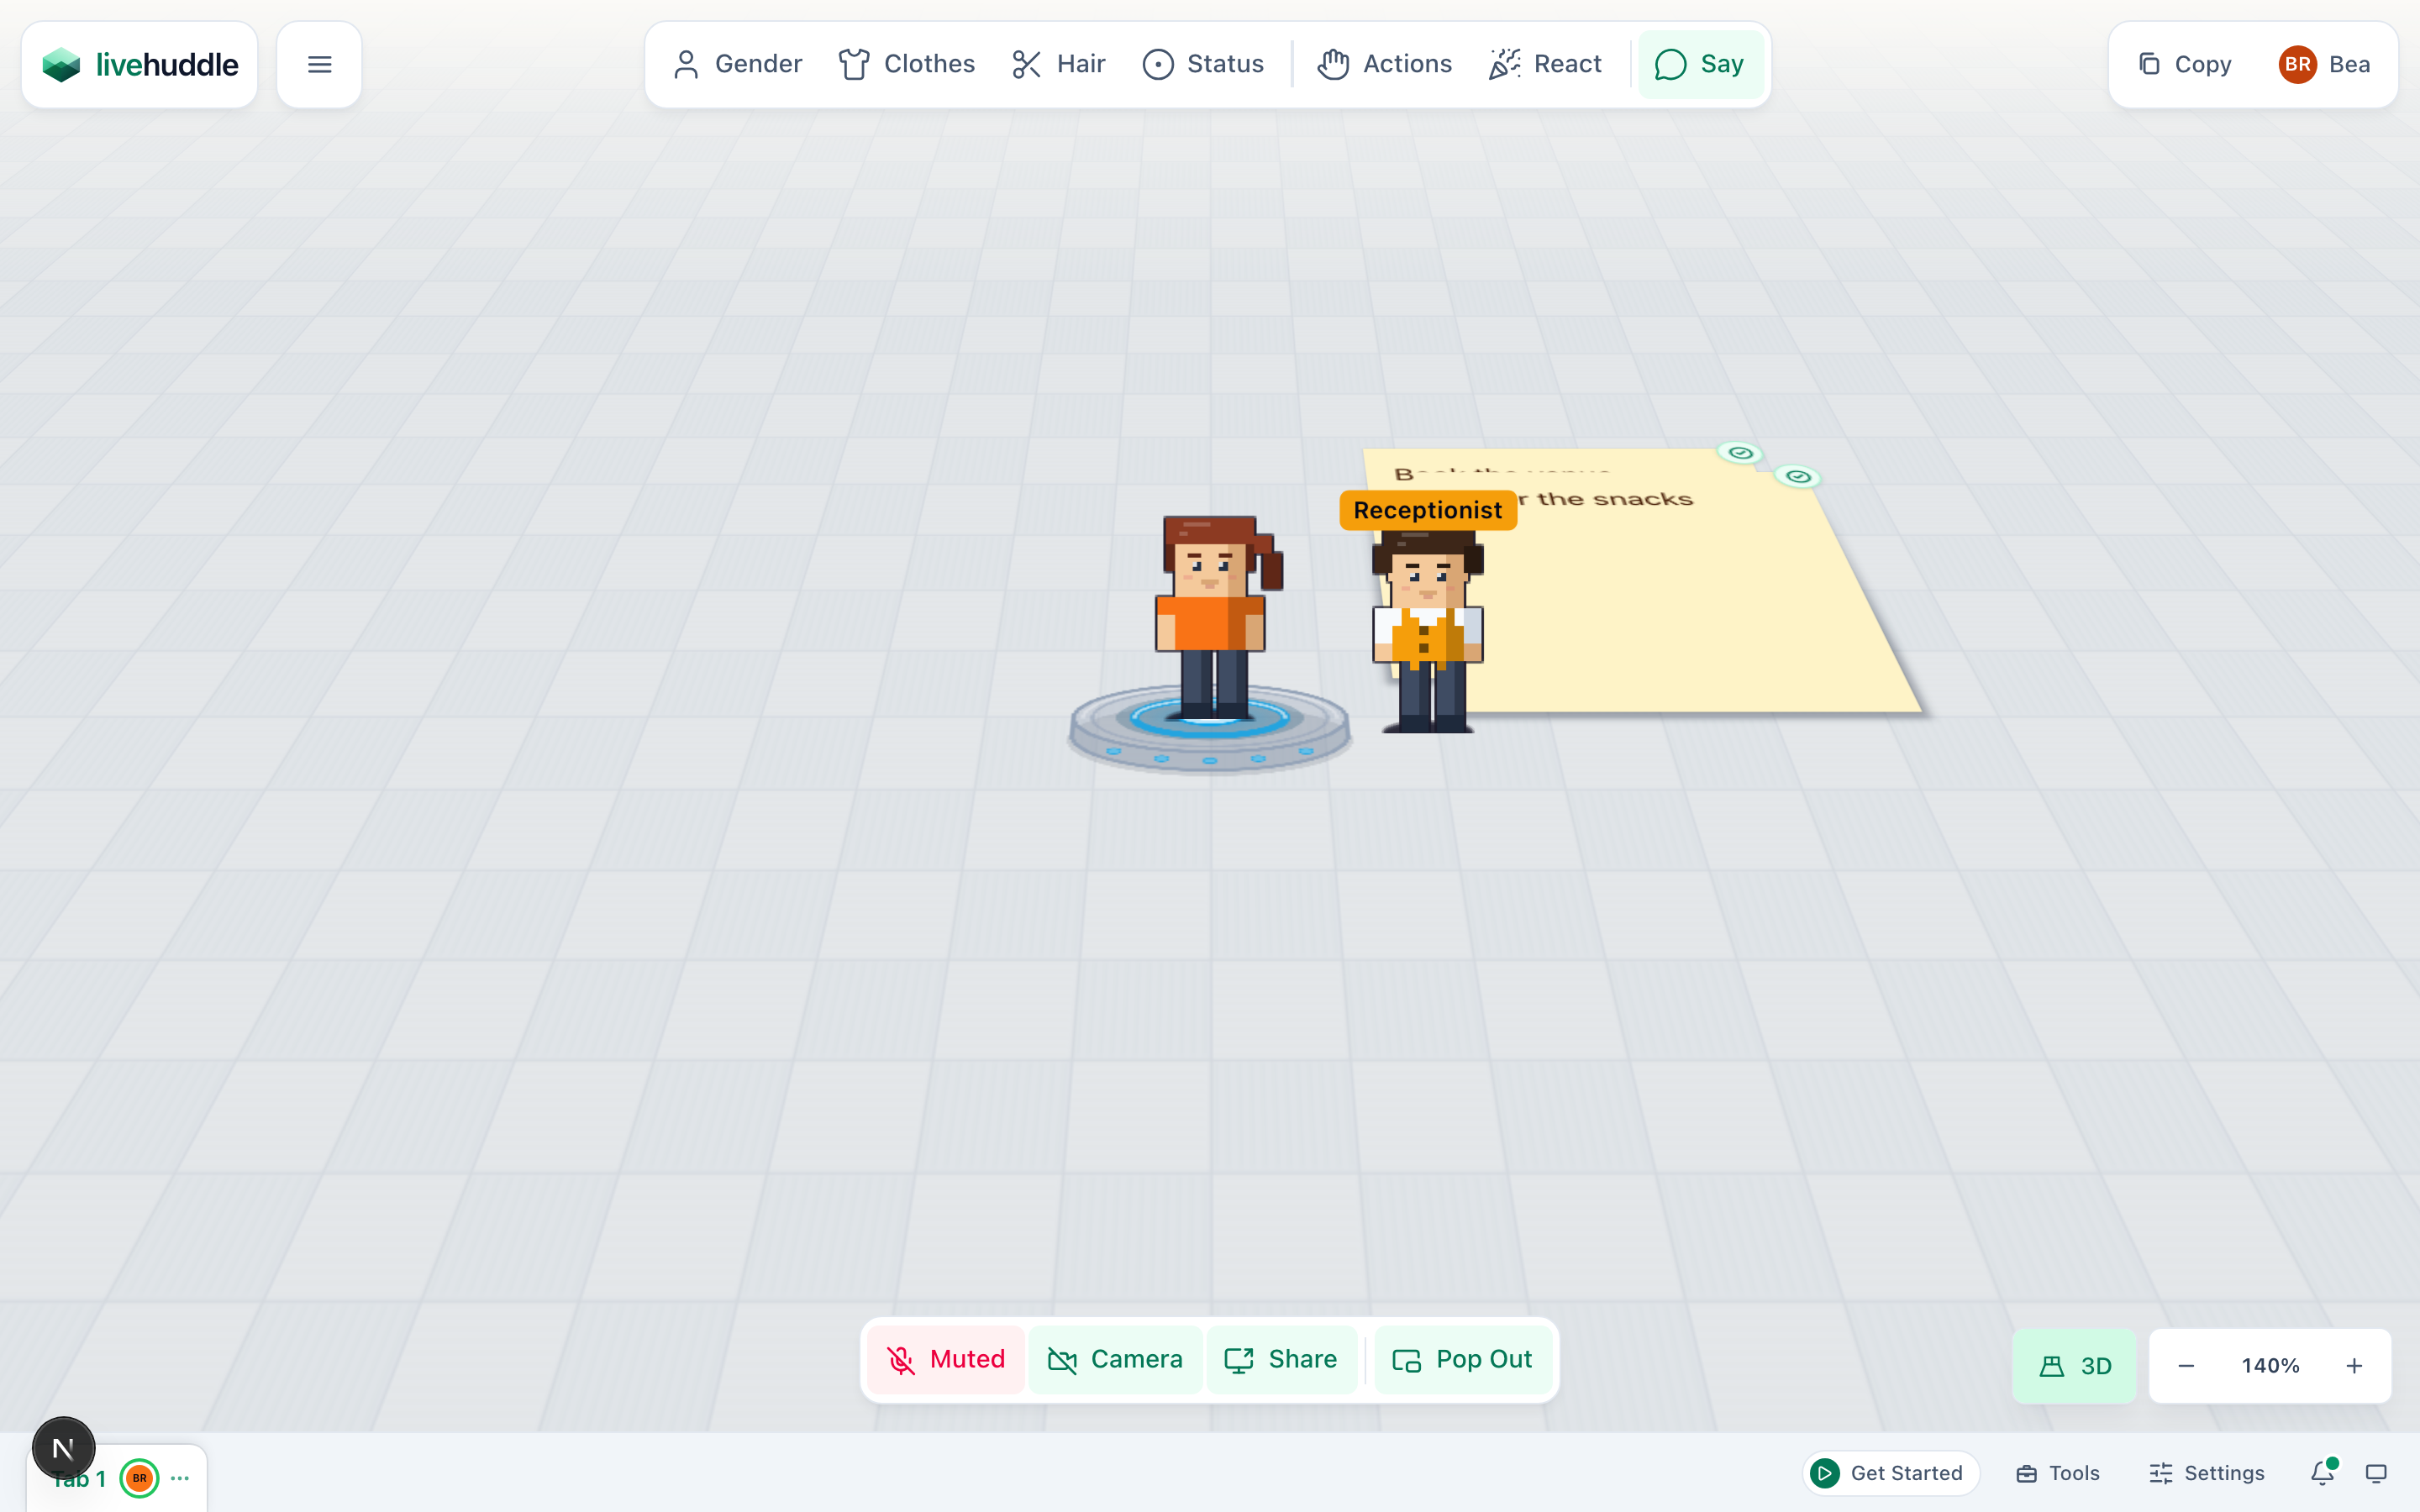 livehuddle
Gender
Clothes
Hair
Status
Actions
React
Say
Copy
BR
Bea
r the snacks
Receptionist
Muted
Camera
Share
Pop Out
3D
140%
N
Tab 1
BR
Get Started
Tools
Settings